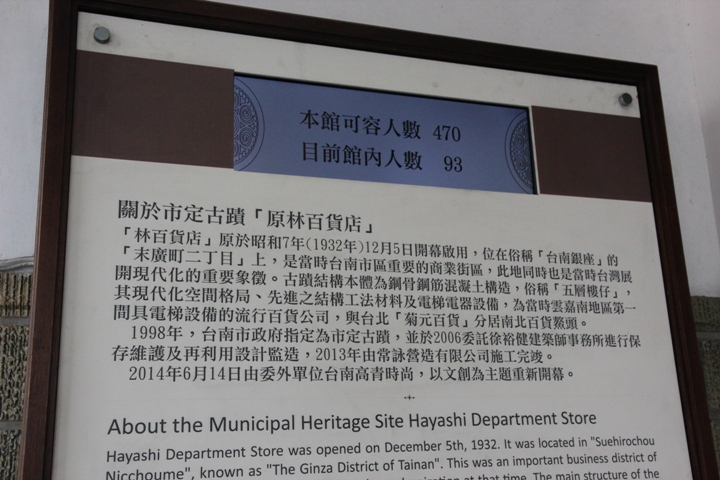 本館可容人數 470
目前館內人數 93
關於市定古蹟「原林百貨店」
「林百貨店」原於昭和7年(1932年)12月5日開幕啟用，位在俗稱「台南銀座」的
「末廣町二丁目」上，是當時台南市區重要的商業街區，此地同時也是當時台灣展
開現代化的重要象徵。古蹟結構本體為鋼骨鋼筋混凝土構造，俗稱「五層樓仔」，
其現代化空間格局、先進之結構工法材料及電梯電器設備，為當時雲嘉南地區第一
間具電梯設備的流行百貨公司，與台北「菊元百貨」分居南北百貨鰲頭。
1998年，台南市政府指定為市定古蹟，並於2006委託徐裕健建築師事務所進行保
存維護及再利用設計監造，2013年由常詠營造有限公司施工完竣。
2014年6月14日由委外單位台南高青時尚，以文創為主題重新開幕。
About the Municipal Heritage Site Hayashi Department Store
Hayashi Department Store was opened on December 5th, 1932. It was located in "Suehirochou
Nicchoume", known as "The Ginza District of Tainan". This was an important business district of
at that time. The main structure of the